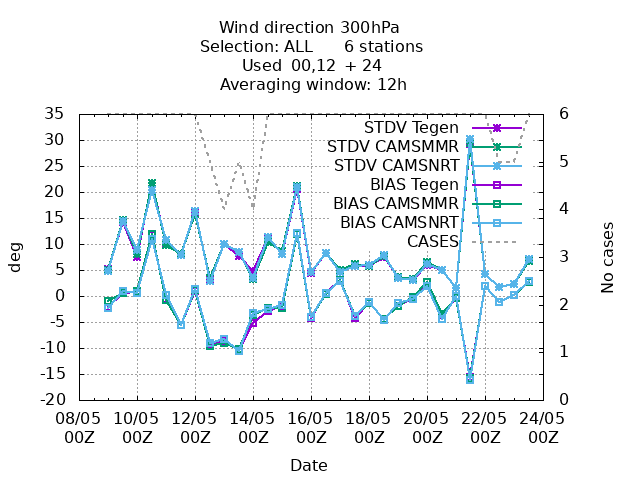 Wind direction 300hPa
Selection: ALL 6 stations
Used 00,12 + 24
Averaging window: 12h
35
30
25
20
15
10
5
0
-5
-10
-15
-20
deg
STDV Tegen
STDV CAMSMMR
STDV CAMSNRT
BIAS Tegen
BIAS CAMSMMR
BIAS CAMSNRT
CASES
6
5
4
3
2
1
0
No cases
08/05 10/05 12/05 14/05 16/05 18/05 20/05 22/05 24/05
00Z 00Z 00Z 00Z 00Z 00Z 00Z 00Z 00Z
Date